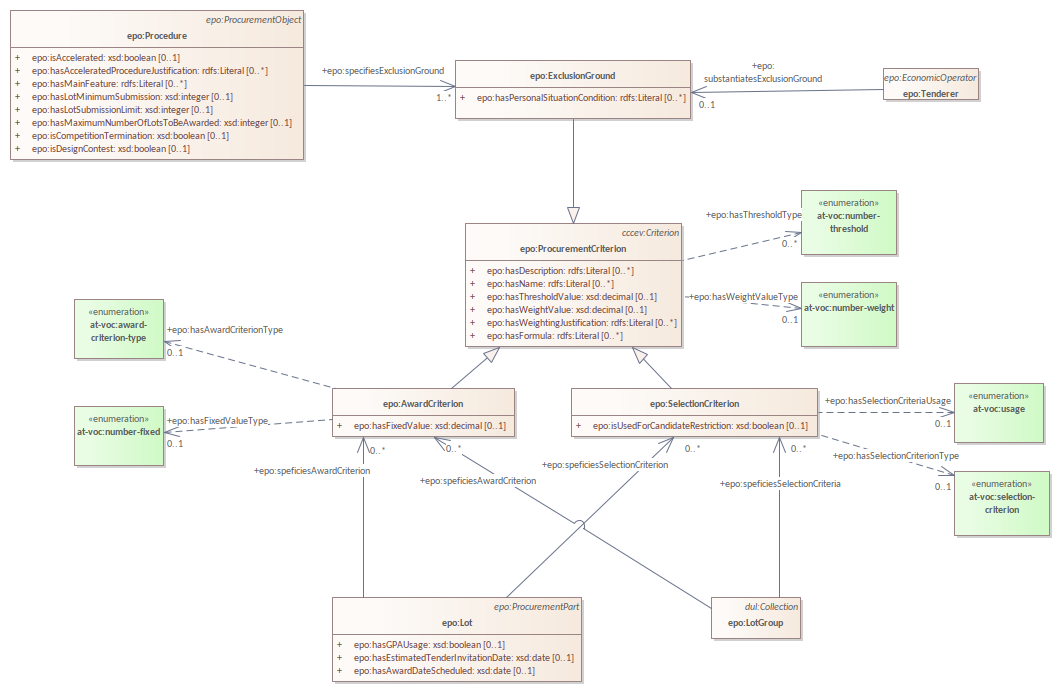 epo:ProcurementObject
epo:Procedure
+ epo:isAccelerated: xsd:boolean [0..1]
+ epo:hasAcceleratedProcedureJustification: rdfs:Literal [0..*]
+ epo:hasMainFeature: rdfs:Literal [0..*]
+ epo:hasLotMinimumSubmission: xsd:integer [0..1]
+ epo:hasLotSubmissionLimit: xsd:integer [0..1]
+ epo:hasMaximumNumberOfLotsToBeAwarded: xsd:integer [0..1]
+ epo:isCompetitionTermination: xsd:boolean [0..1]
+ epo:isDesignContest: xsd:boolean [0..1]
+epo:specifiesExclusionGround
1..*
epo:ExclusionGround
+ epo:hasPersonalSituationCondition: rdfs:Literal [0..*]
+epo:
substantiatesExclusionGround
0..1
epo:EconomicOperator
epo:Tenderer
cccev:Criterion
epo:ProcurementCriterion
+ epo:hasDescription: rdfs:Literal [0..*]
+ epo:hasName: rdfs:Literal [0..*]
+ epo:hasThresholdValue: xsd:decimal [0..1]
+ epo:hasWeightValue: xsd:decimal [0..1]
+ epo:hasWeightingJustification: rdfs:Literal [0..*]
+ epo:hasFormula: rdfs:Literal [0..*]
+epo:hasThresholdType
0..*
«enumeration»
at-voc:number-
threshold
+epo:hasWeightValueType
0..1
«enumeration»
at-voc:number-weight
«enumeration»
at-voc:award-
criterion-type
+epo:hasAwardCriterionType
0..1
«enumeration»
at-voc:number-fixed
+epo:hasFixedValueType
0..1
epo:AwardCriterion
+ epo:hasFixedValue: xsd:decimal [0..1]
epo:SelectionCriterion
+ epo:isUsedForCandidateRestriction: xsd:boolean [0..1]
+epo:hasSelectionCriteriaUsage
0..1
«enumeration»
at-voc:usage
+epo:hasSelectionCriterionType
0..1
«enumeration»
at-voc:selection-
criterion
0..*
+epo:speficiesAwardCriterion
0..*
+epo:speficiesAwardCriterion
0..*
+epo:speficiesSelectionCriterion
0..*
+epo:speficiesSelectionCriteria
epo:ProcurementPart
epo:Lot
+ epo:hasGPAUsage: xsd:boolean [0..1]
+ epo:hasEstimatedTenderInvitationDate: xsd:date [0..1]
+ epo:hasAwardDateScheduled: xsd:date [0..1]
dul:Collection
epo:LotGroup